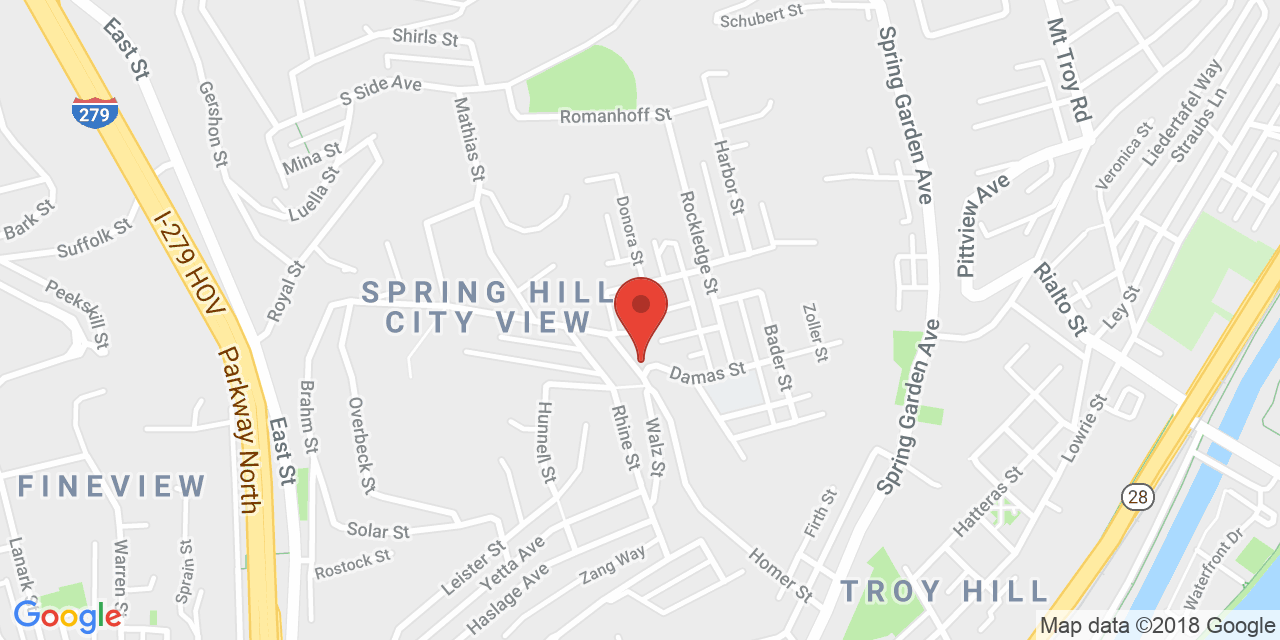 East St
Shirls St
Schubert St
Spring Garden Ave
Mt Troy Rd
279
S Side Ave
Gershon St
Mathias St
Romanhoff St
Harbor St
Veronica St
Liedertafel Way
Straubs Ln
Mina St
Luella St
Bark St
Suffolk St
I-279 HOV
Donora St
Rockledge St
Pittview Ave
Peekskill St
Royal St
SPRING HILL
CITY VIEW
Zoller St
Rialto St
Ley St
Parkway North
Brahm St
Overbeck St
Damas St
Bader St
Spring Garden Ave
East St
Hunnell St
Rhine St
Walz St
Lowrie St
FINEVIEW
Solar St
Firth St
Hatteras St
28
Lanark St
Warren St
Sprain St
Rostock St
Leister St
Yetta Ave
Haslage Ave
Zang Way
Homer St
TROY HILL
Waterfront Dr
Google
Map data ©2018 Google